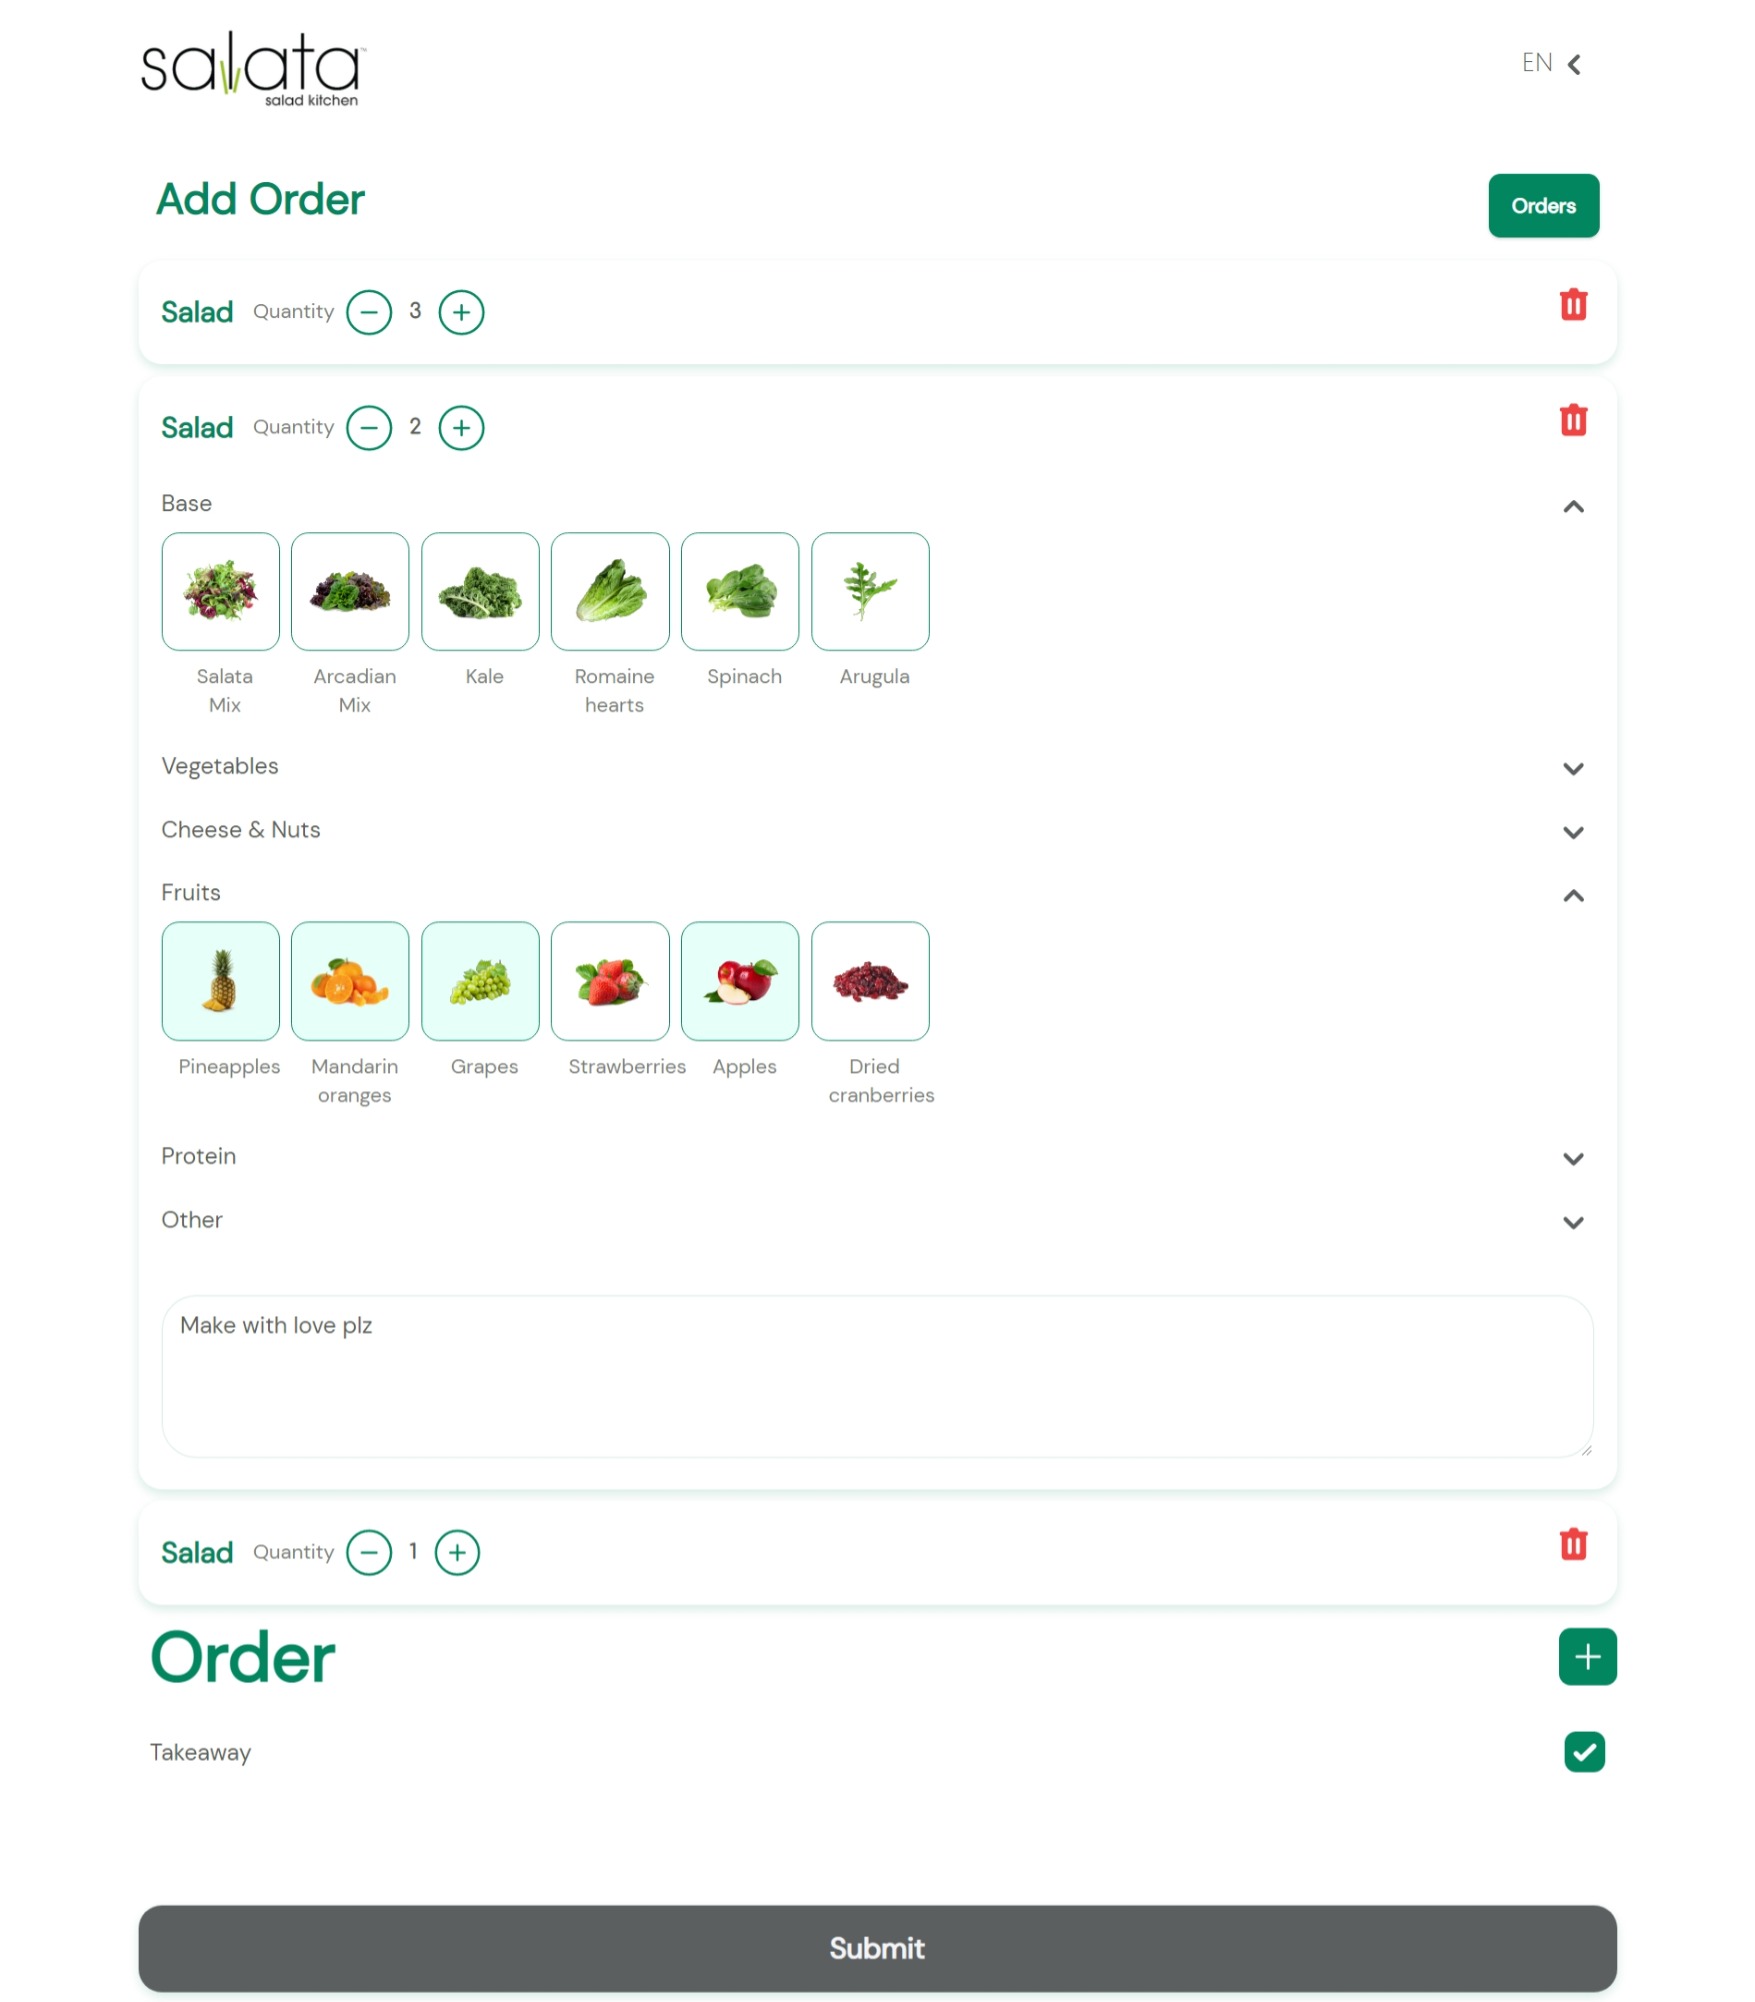 salata™
salad kitchen
EN
Add Order
Orders
Salad Quantity 3
Salad Quantity 2
Base
Salata Mix
Arcadian Mix
Kale
Romaine hearts
Spinach
Arugula
Vegetables
Cheese & Nuts
Fruits
Pineapples
Mandarin oranges
Grapes
Strawberries
Apples
Dried cranberries
Protein
Other
Make with love plz
Salad Quantity 1
Order
Takeaway
Submit